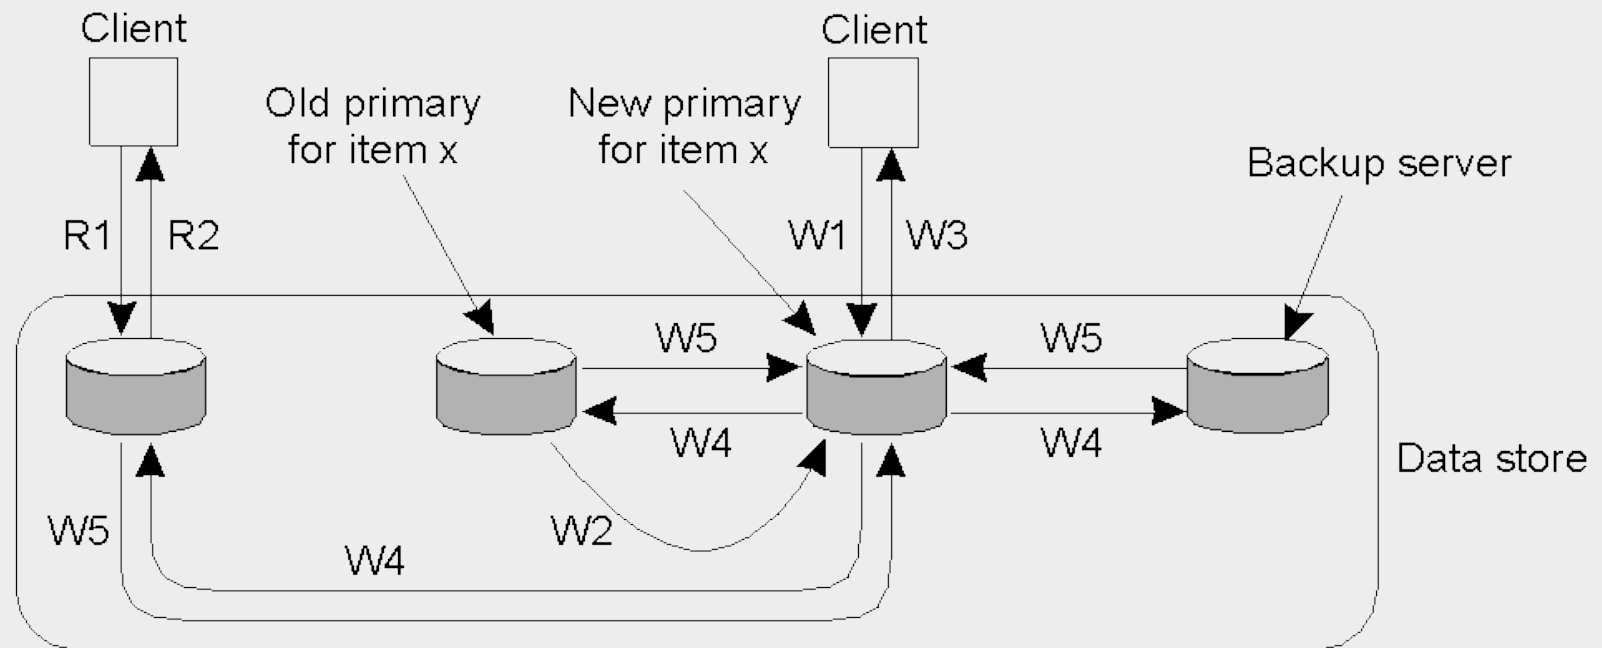 Client
Client
Old primary
for item x
New primary
for item x
Backup server
R1
R2
W1
W3
W5
W5
W4
W4
Data store
W5
W2
W4